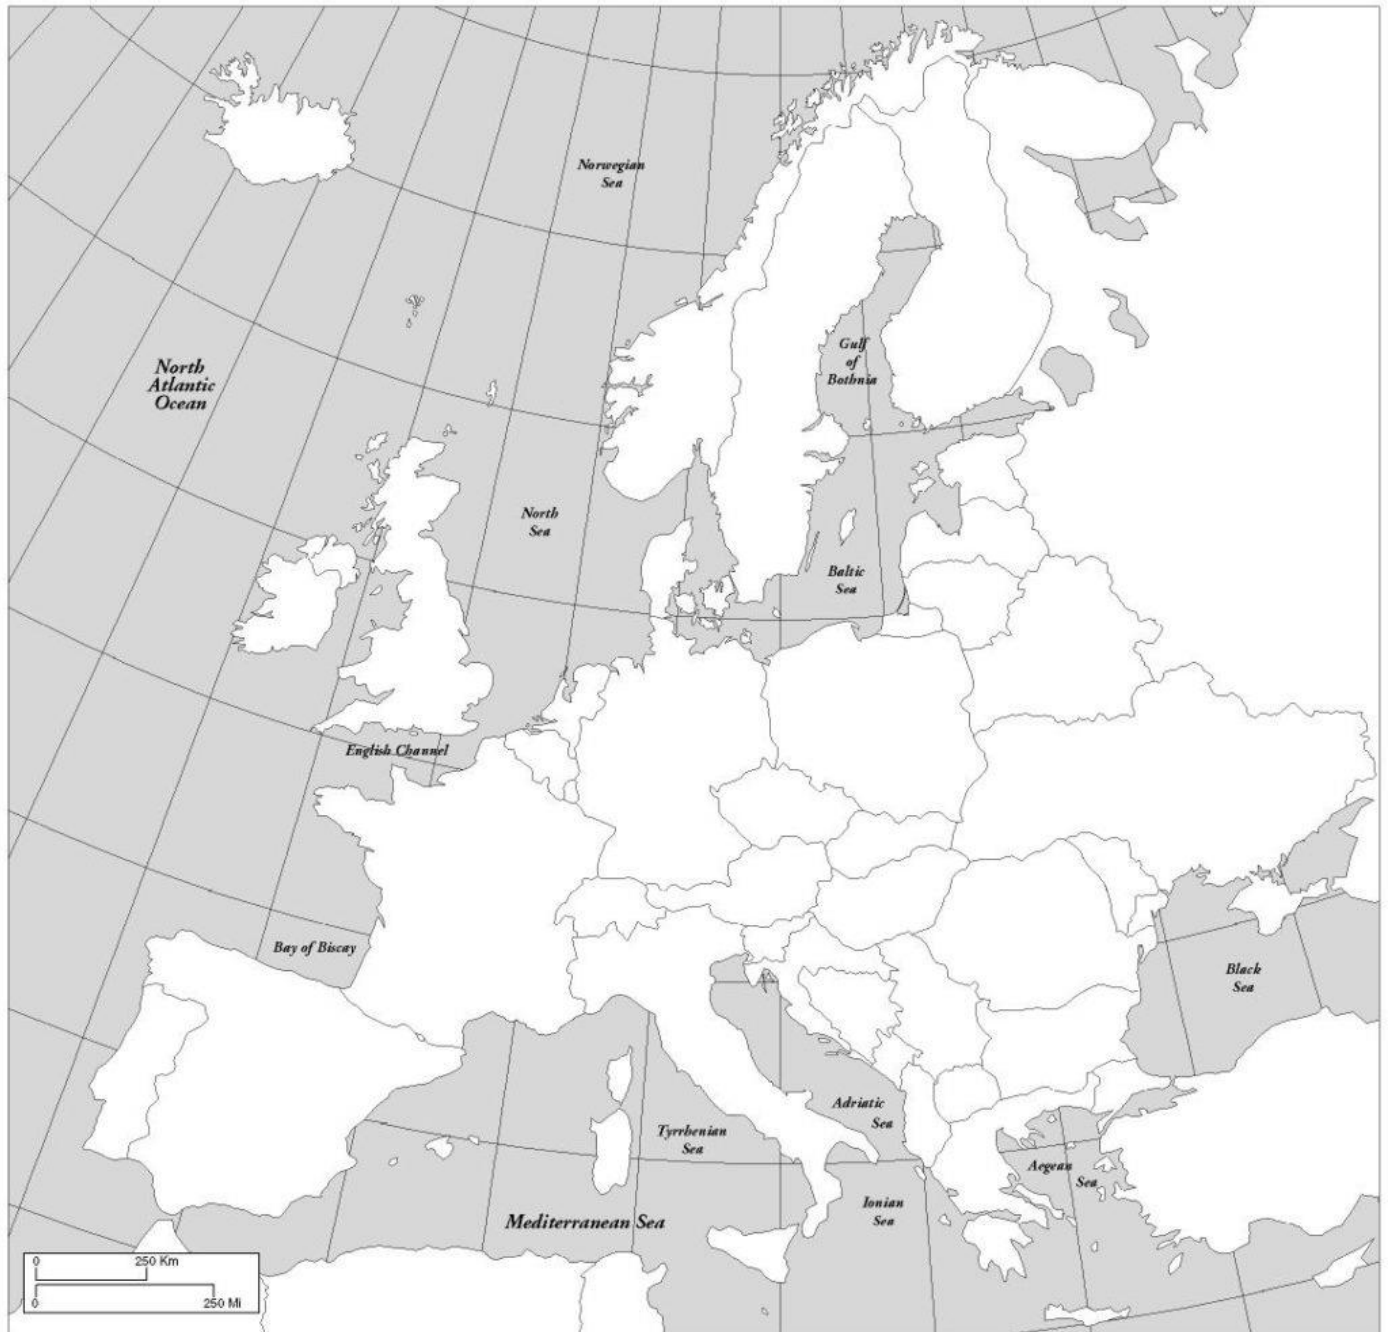 Norwegian
Sea
North
Atlantic
Ocean
Gulf
of
Bothnia
North
Sea
Baltic
Sea
English Channel
Bay of Biscay
Black
Sea
Adriatic
Sea
Tyrrhenian
Sea
Aegean
Sea
Ionian
Sea
Mediterranean Sea
0 250 Km
0 250 Mi